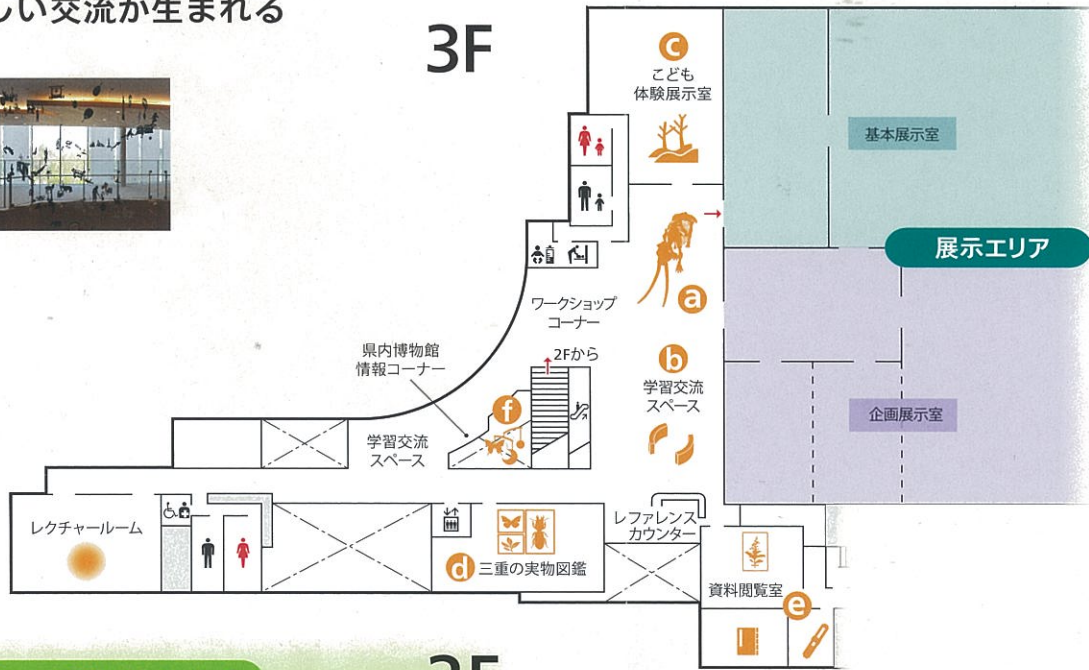 しい交流が生まれる
3F
c
こども
体験展示室
基本展示室
展示エリア
a
ワークショップ
コーナー
県内博物館
情報コーナー
2Fから
b
学習交流
スペース
企画展示室
f
学習交流
スペース
レクチャールーム
レファレンス
カウンター
d 三重の実物図鑑
資料閲覧室
e